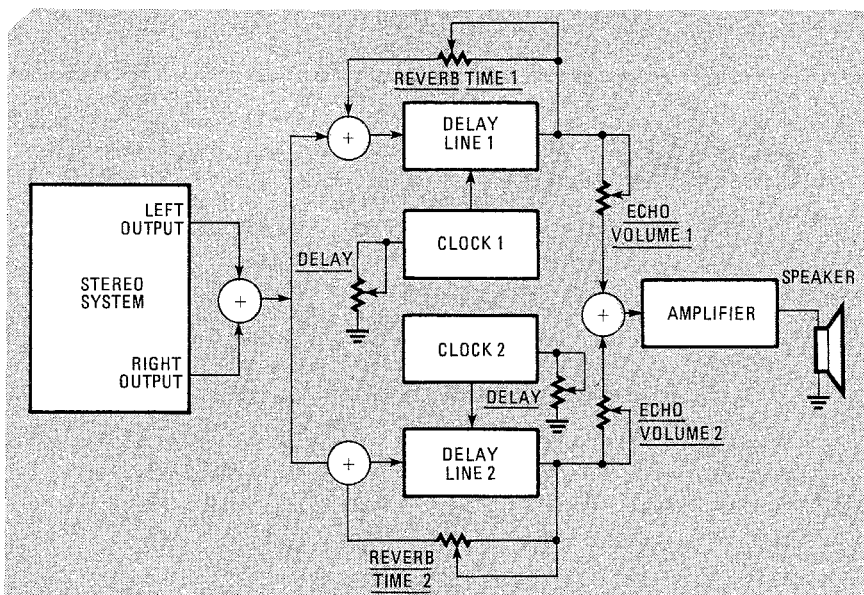 REVERB TIME 1
DELAY
LINE 1
LEFT
OUTPUT
ECHO
VOLUME 1
CLOCK 1
DELAY
STEREO
SYSTEM
+
+
+
SPEAKER
AMPLIFIER
CLOCK 2
RIGHT
OUTPUT
DELAY
ECHO
VOLUME 2
+
DELAY
LINE 2
REVERB
TIME 2